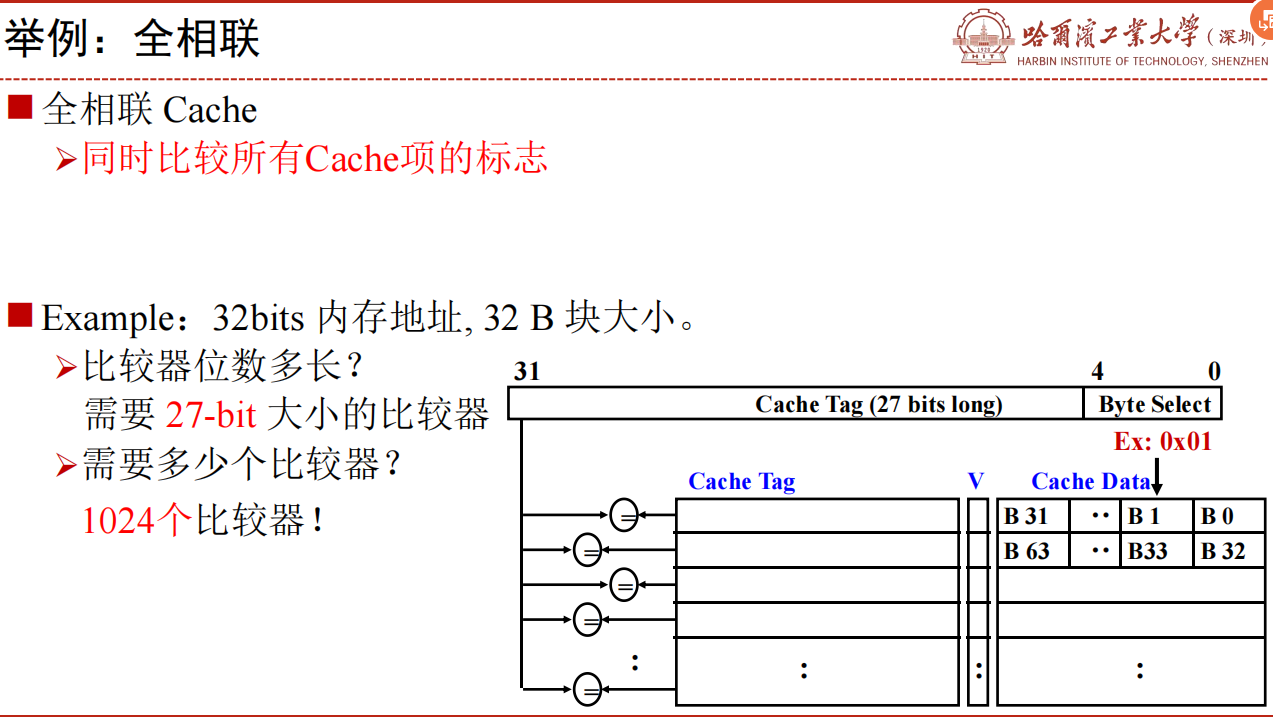 举例：全相联
哈爾濱工業大學（深圳）
HARBIN INSTITUTE OF TECHNOLOGY, SHENZHEN
全相联 Cache
同时比较所有Cache项的标志
Example：32bits 内存地址, 32 B 块大小。
比较器位数多长？
需要 27-bit 大小的比较器
需要多少个比较器？
1024个比较器！
31 4 0
Cache Tag (27 bits long) Byte Select
Ex: 0x01
Cache Tag V Cache Data
= B 31 ·· B 1 B 0
= B 63 ·· B33 B 32
=
=
: : : :
=